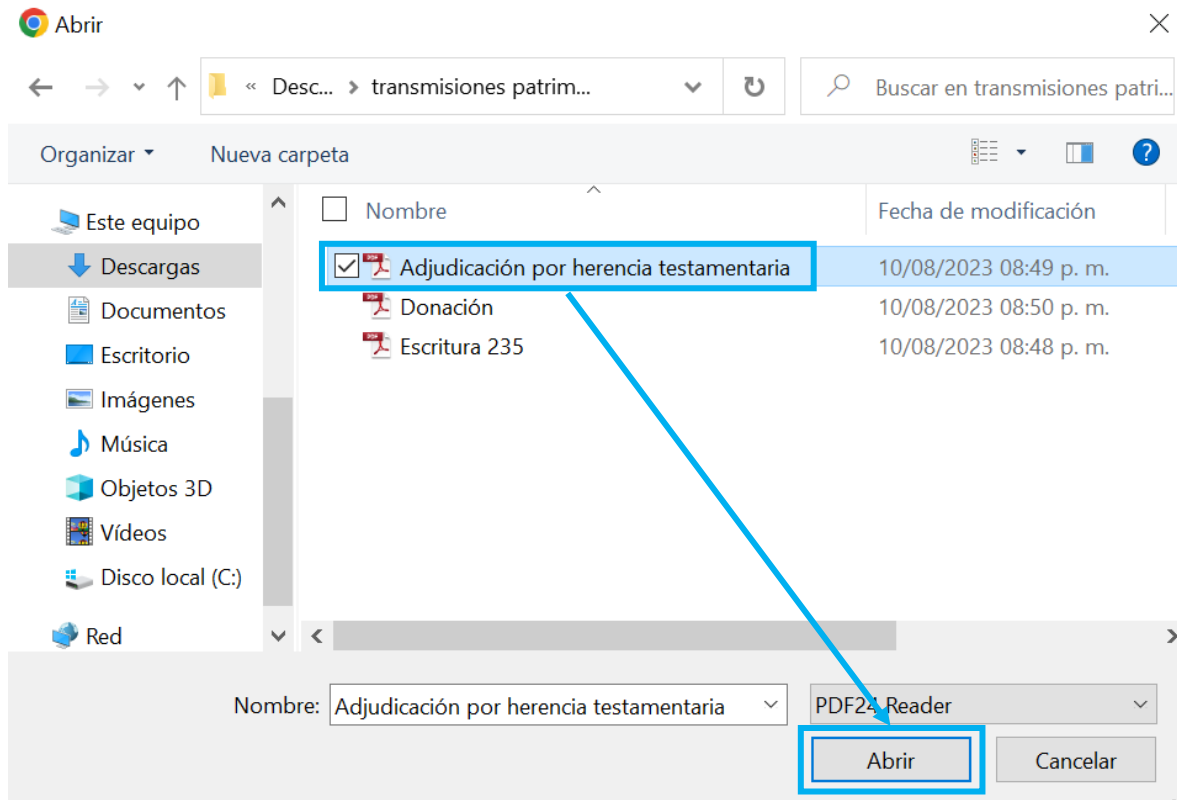 Abrir
« Desc... > transmisiones patrim...
Buscar en transmisiones patri...
Organizar
Nueva carpeta
?
Este equipo
Descargas
Documentos
Escritorio
Imágenes
Música
Objetos 3D
Vídeos
Disco local (C:)
Red
Nombre
Fecha de modificación
Adjudicación por herencia testamentaria
10/08/2023 08:49 p. m.
Donación
10/08/2023 08:50 p. m.
Escritura 235
10/08/2023 08:48 p. m.
Nombre:
Adjudicación por herencia testamentaria
PDF24 Reader
Abrir
Cancelar